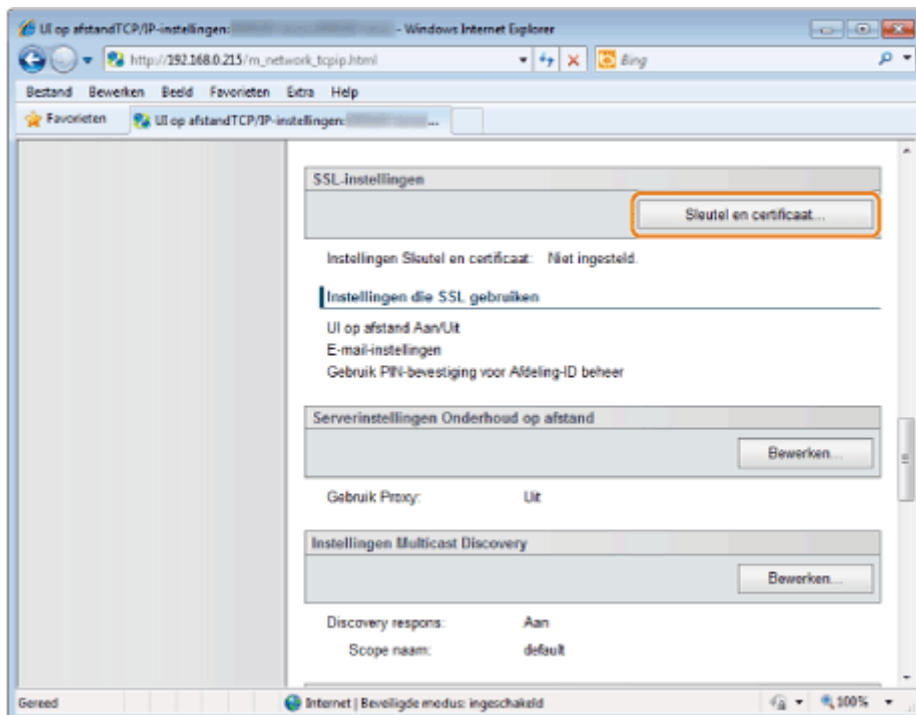 UI op afstandTCP/IP-instellingen: - Windows Internet Explorer
http://192.168.0.215/m_network_tcpip.html
Bing
Bestand Bewerken Beeld Favorieten Extra Help
Favorieten
UI op afstandTCP/IP-instellingen: ...
SSL-instellingen
Sleutel en certificaat...
Instellingen Sleutel en certificaat: Niet ingesteld.
Instellingen die SSL gebruiken
UI op afstand Aan/Uit
E-mail-instellingen
Gebruik PIN-bevestiging voor Afdeling-ID beheer
Serverinstellingen Onderhoud op afstand
Bewerken...
Gebruik Proxy: Uit
Instellingen Multicast Discovery
Bewerken...
Discovery respons: Aan
Scope naam: default
Gereed
Internet | Beveiligde modus: ingeschakeld
100%